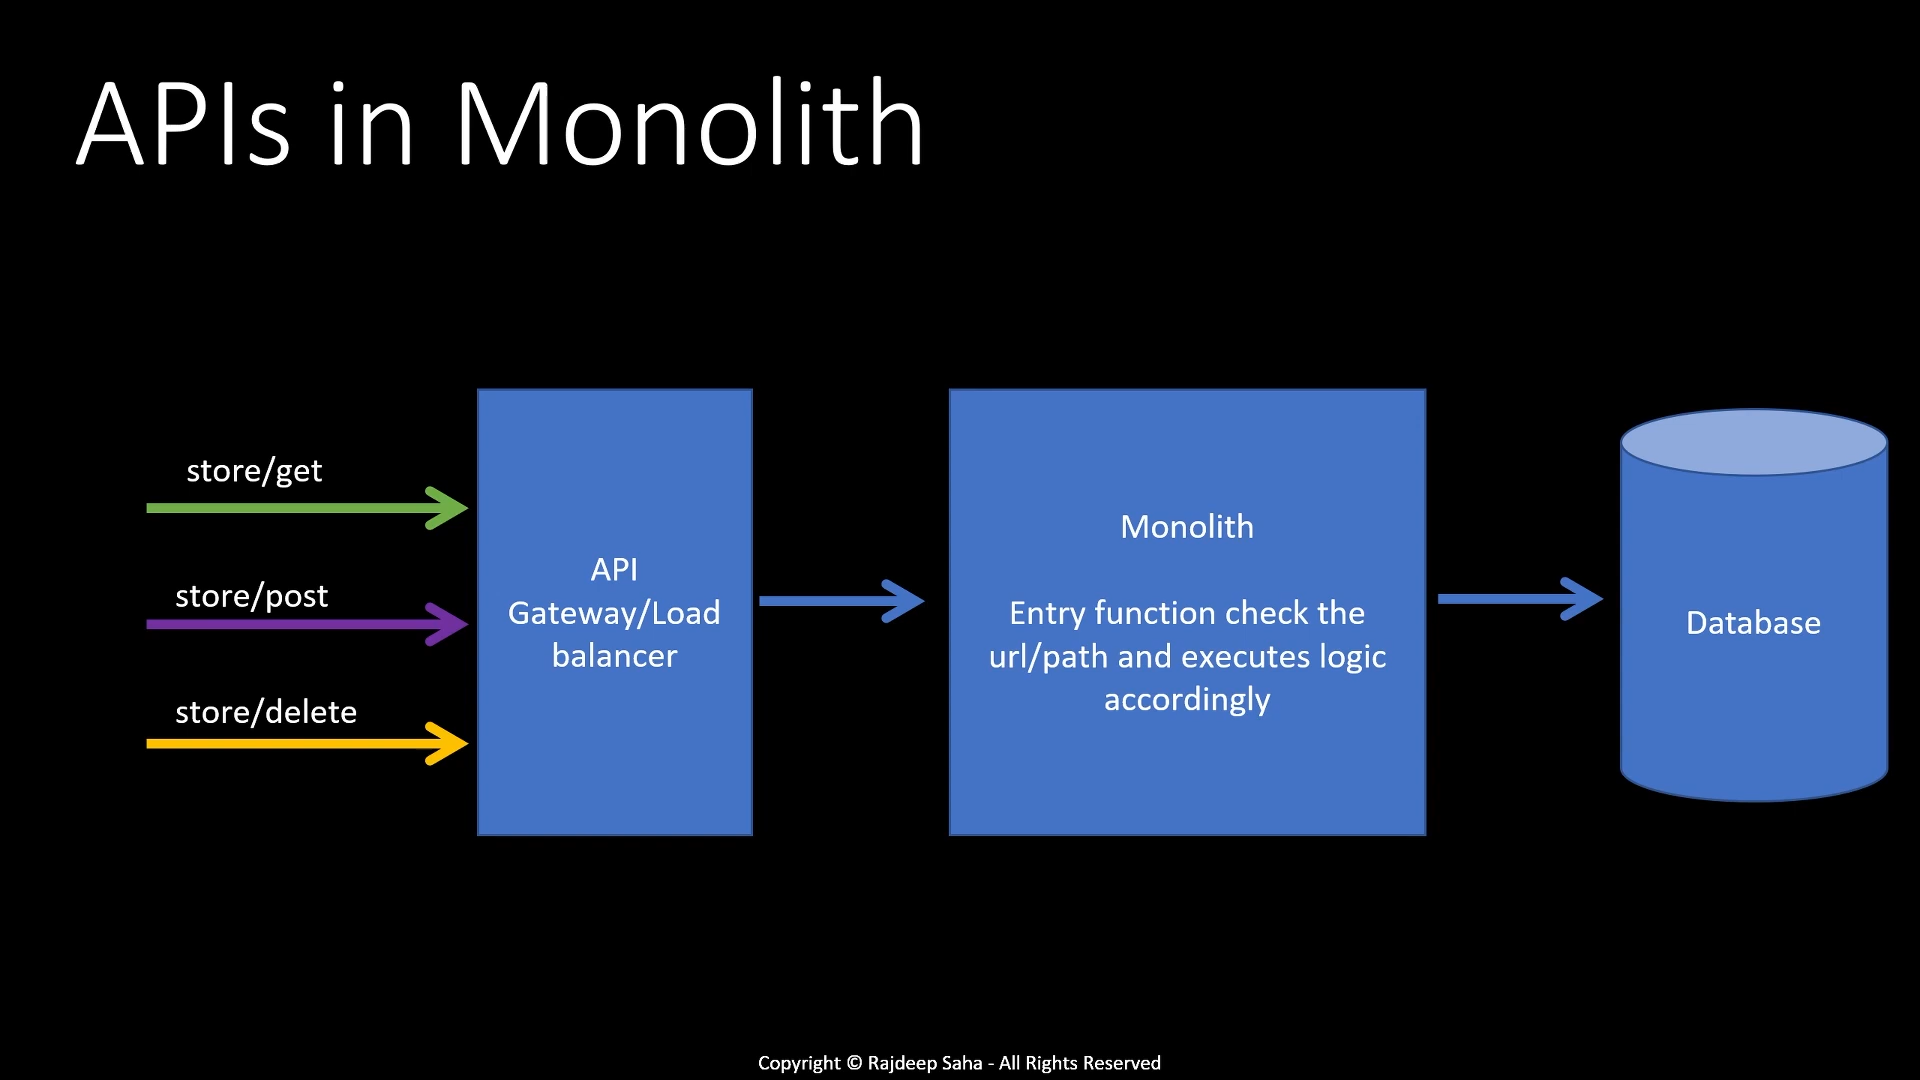 APIs in Monolith
store/get
store/post
store/delete
API
Gateway/Load
balancer
Monolith
Entry function check the
url/path and executes logic
accordingly
Database
Copyright © Rajdeep Saha - All Rights Reserved